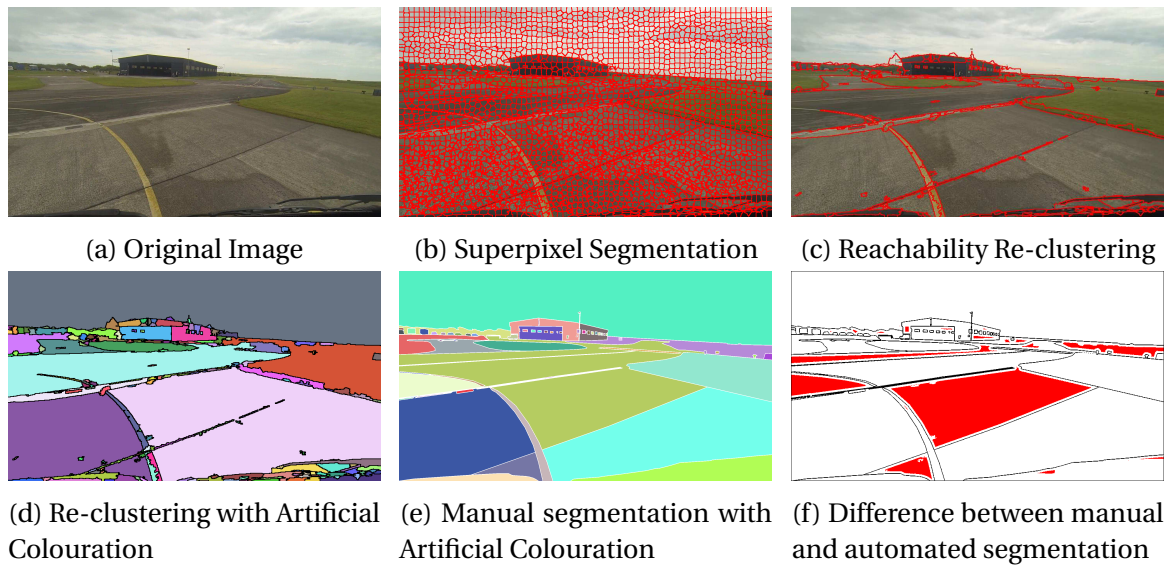 (a) Original Image
(b) Superpixel Segmentation
(c) Reachability Re-clustering
(d) Re-clustering with Artificial
Colouration
(e) Manual segmentation with
Artificial Colouration
(f) Difference between manual
and automated segmentation